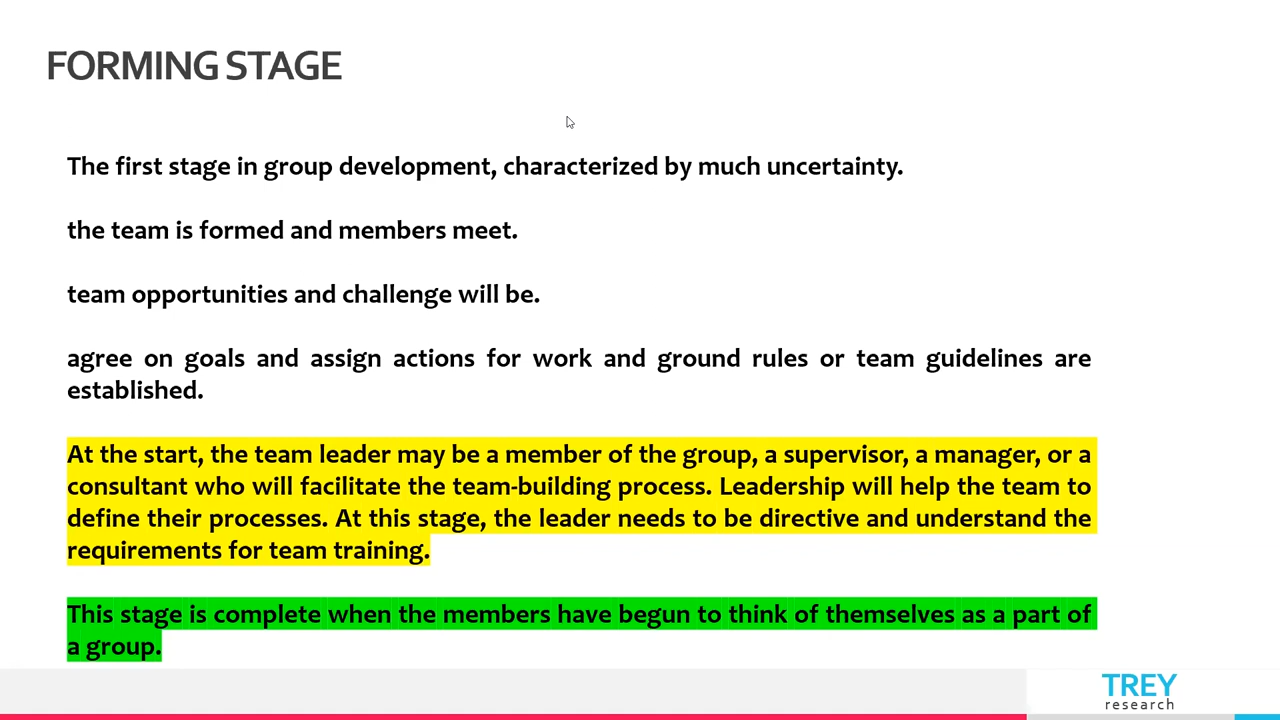 FORMING STAGE
The first stage in group development, characterized by much uncertainty.
the team is formed and members meet.
team opportunities and challenge will be.
agree on goals and assign actions for work and ground rules or team guidelines are
established.
At the start, the team leader may be a member of the group, a supervisor, a manager, or a
consultant who will facilitate the team-building process. Leadership will help the team to
define their processes. At this stage, the leader needs to be directive and understand the
requirements for team training.
This stage is complete when the members have begun to think of themselves as a part of
a group.
TREY
research